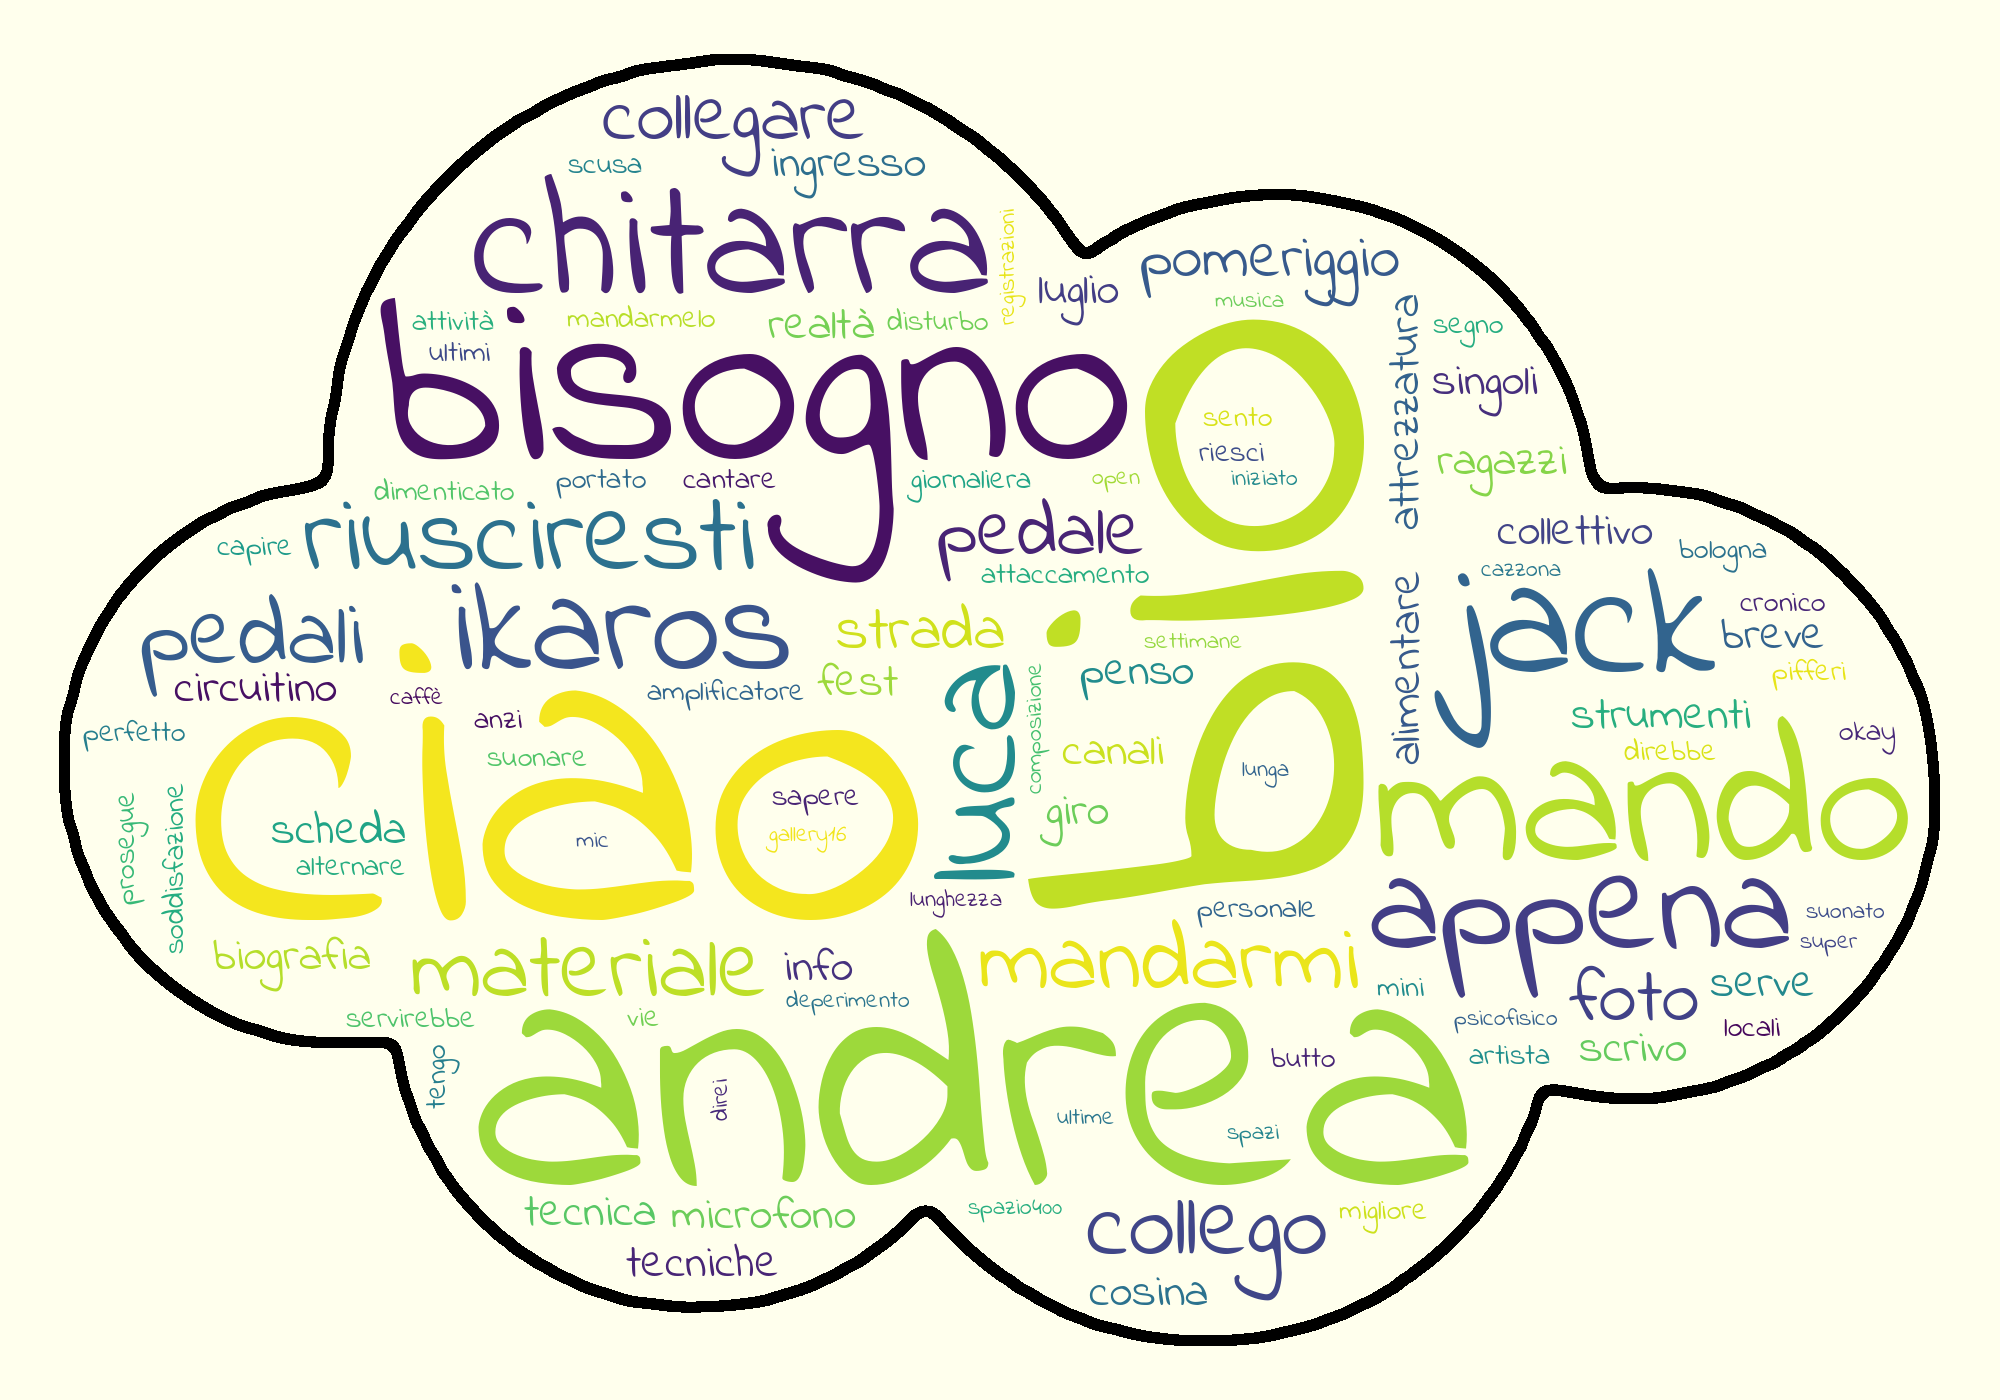 collegare
scusa
ingresso
chitarra
registrazioni
luglio
pomeriggio
musica
attività
mandarmelo
realtà
disturbo
ultimi
bisogno
bio
attrezzatura
segno
singoli
sento
riesci
iniziato
ragazzi
dimenticato
portato
cantare
giornaliera
open
riusciresti
capire
pedale
attaccamento
collettivo
bologna
cazzona
jack
cronico
breve
pifferi
pedali
ikaros
strada
settimane
alimentare
circuitino
caffè
amplificatore
fest
luca
composizione
penso
perfetto
anzi
suonare
ciao
canali
lunga
strumenti
direbbe
okay
mando
sapere
gallery16
mic
scheda
alternare
giro
prosegue
soddisfazione
lunghezza
personale
appena
suonato
super
biografia
materiale
info
deperimento
mandarmi
mini
foto
serve
servirebbe
vie
psicofisico
locali
tengo
andrea
direi
ultime
butto
spazi
artista
scrivo
tecnica
microfono
spazio400
collego
migliore
tecniche
cosina